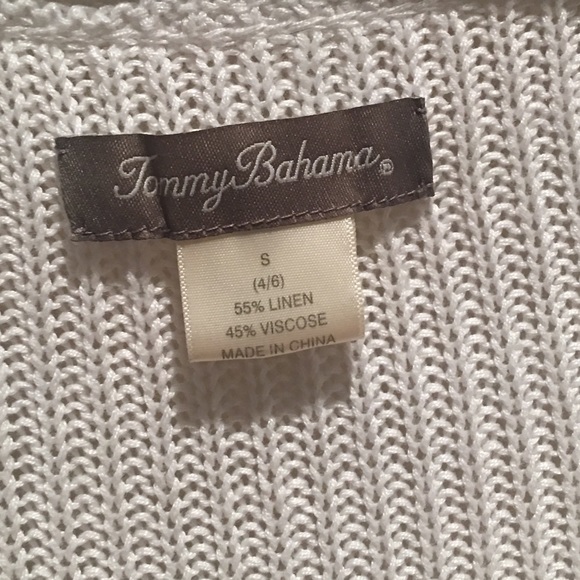 Tommy Bahama®
S
(4/6)
55% LINEN
45% VISCOSE
MADE IN CHINA